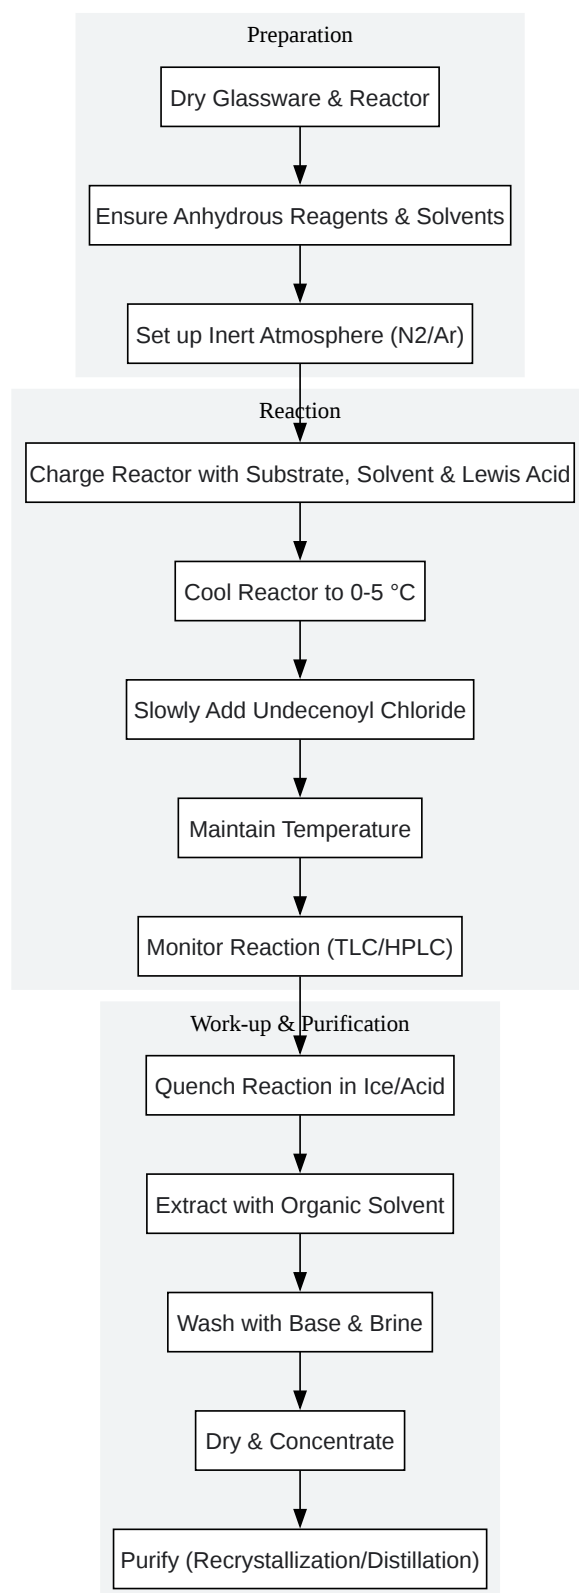 Preparation
Dry Glassware & Reactor
Ensure Anhydrous Reagents & Solvents
Set up Inert Atmosphere (N2/Ar)
Reaction
Charge Reactor with Substrate, Solvent & Lewis Acid
Cool Reactor to 0-5 °C
Slowly Add Undecenoyl Chloride
Maintain Temperature
Monitor Reaction (TLC/HPLC)
Work-up & Purification
Quench Reaction in Ice/Acid
Extract with Organic Solvent
Wash with Base & Brine
Dry & Concentrate
Purify (Recrystallization/Distillation)